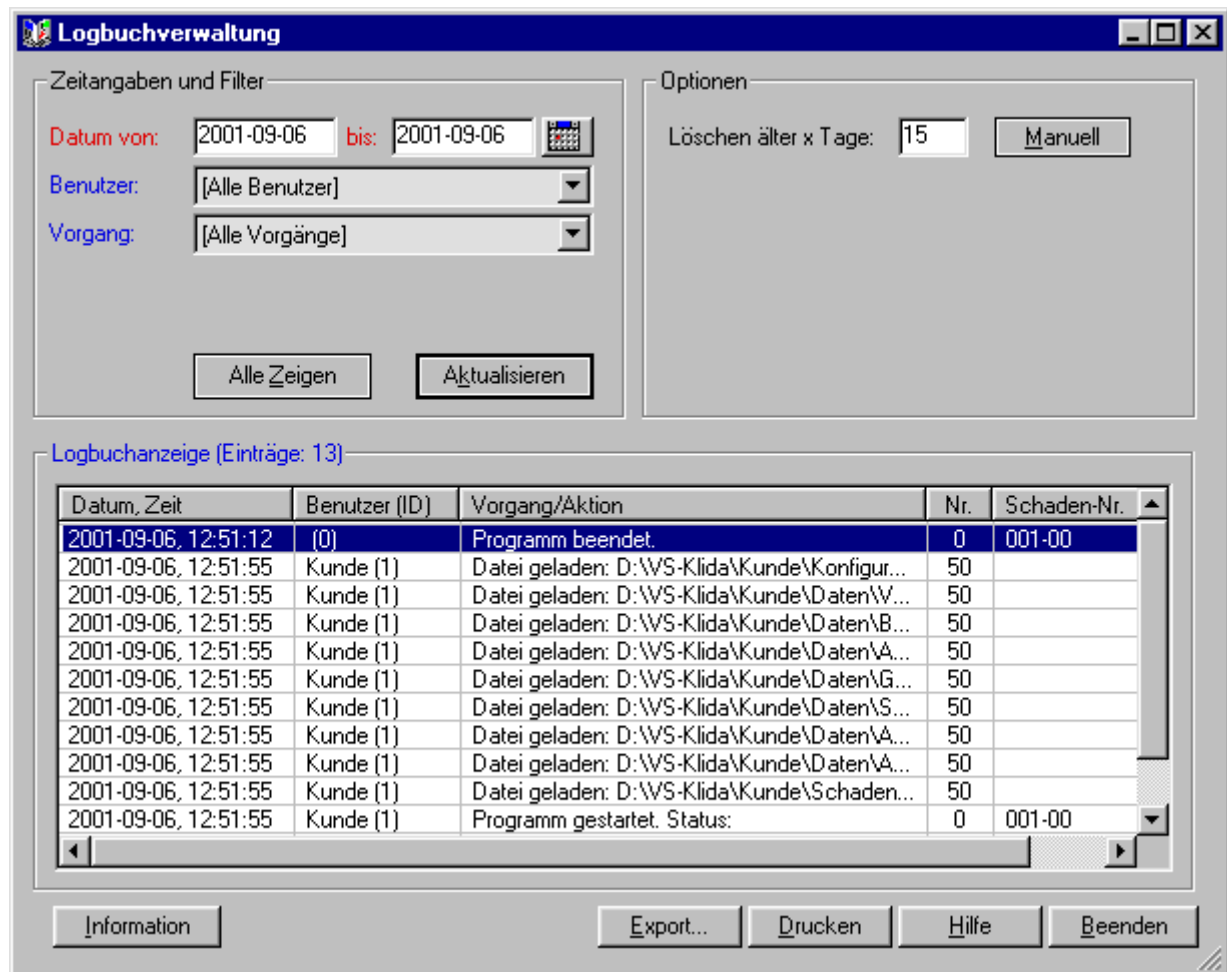 Logbuchverwaltung
Zeitangaben und Filter
Datum von: 2001-09-06 bis: 2001-09-06
Benutzer: [Alle Benutzer]
Vorgang: [Alle Vorgänge]
Alle Zeigen Aktualisieren
Optionen
Löschen älter x Tage: 15 Manuell
Logbuchanzeige (Einträge: 13)
Datum, Zeit Benutzer (ID) Vorgang/Aktion Nr. Schaden-Nr.
2001-09-06, 12:51:12 (0) Programm beendet. 0 001-00
2001-09-06, 12:51:55 Kunde (1) Datei geladen: D:\VS-Klida\Kunde\Konfigur... 50
2001-09-06, 12:51:55 Kunde (1) Datei geladen: D:\VS-Klida\Kunde\Daten\V... 50
2001-09-06, 12:51:55 Kunde (1) Datei geladen: D:\VS-Klida\Kunde\Daten\B... 50
2001-09-06, 12:51:55 Kunde (1) Datei geladen: D:\VS-Klida\Kunde\Daten\A... 50
2001-09-06, 12:51:55 Kunde (1) Datei geladen: D:\VS-Klida\Kunde\Daten\G... 50
2001-09-06, 12:51:55 Kunde (1) Datei geladen: D:\VS-Klida\Kunde\Daten\S... 50
2001-09-06, 12:51:55 Kunde (1) Datei geladen: D:\VS-Klida\Kunde\Daten\A... 50
2001-09-06, 12:51:55 Kunde (1) Datei geladen: D:\VS-Klida\Kunde\Daten\A... 50
2001-09-06, 12:51:55 Kunde (1) Datei geladen: D:\VS-Klida\Kunde\Schaden... 50
2001-09-06, 12:51:55 Kunde (1) Programm gestartet. Status: 0 001-00
Information Export... Drucken Hilfe Beenden